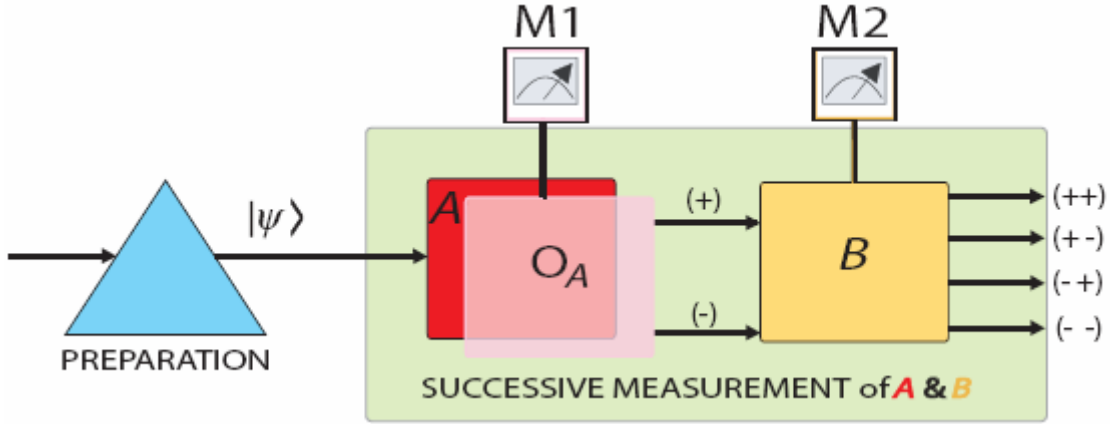 M1 M2
|ψ⟩
A
O_A
(+)
(-)
B
(++)
(+ -)
(- +)
(- -)
PREPARATION
SUCCESSIVE MEASUREMENT of A & B